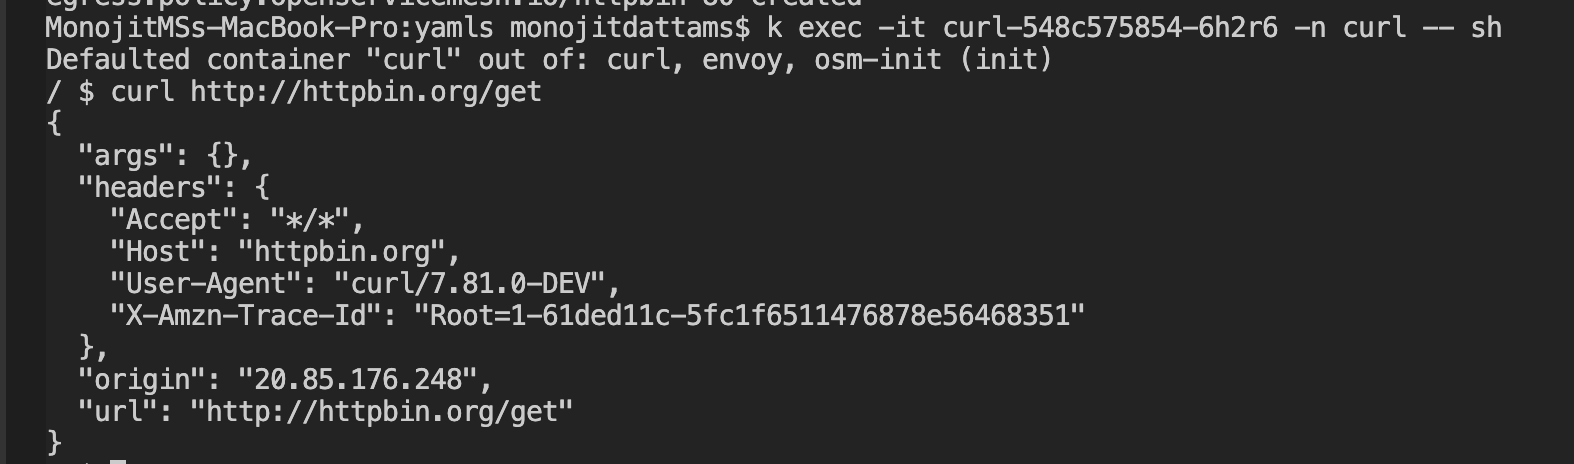 egress.policy.openservicemesh.io/httpbin-80 created
MonojitMSs-MacBook-Pro:yamls monojitdattams$ k exec -it curl-548c575854-6h2r6 -n curl -- sh
Defaulted container "curl" out of: curl, envoy, osm-init (init)
/ $ curl http://httpbin.org/get
{
  "args": {},
  "headers": {
    "Accept": "*/*",
    "Host": "httpbin.org",
    "User-Agent": "curl/7.81.0-DEV",
    "X-Amzn-Trace-Id": "Root=1-61ded11c-5fc1f6511476878e56468351"
  },
  "origin": "20.85.176.248",
  "url": "http://httpbin.org/get"
}